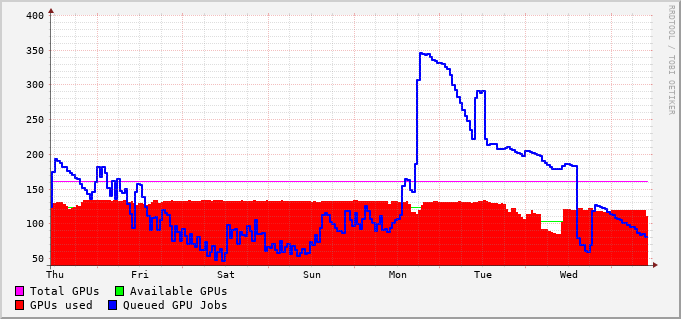 400
350
300
250
200
150
100
50
Thu Fri Sat Sun Mon Tue Wed
Total GPUs Available GPUs
GPUs used Queued GPU Jobs
RRDTOOL / TOBI OETIKER